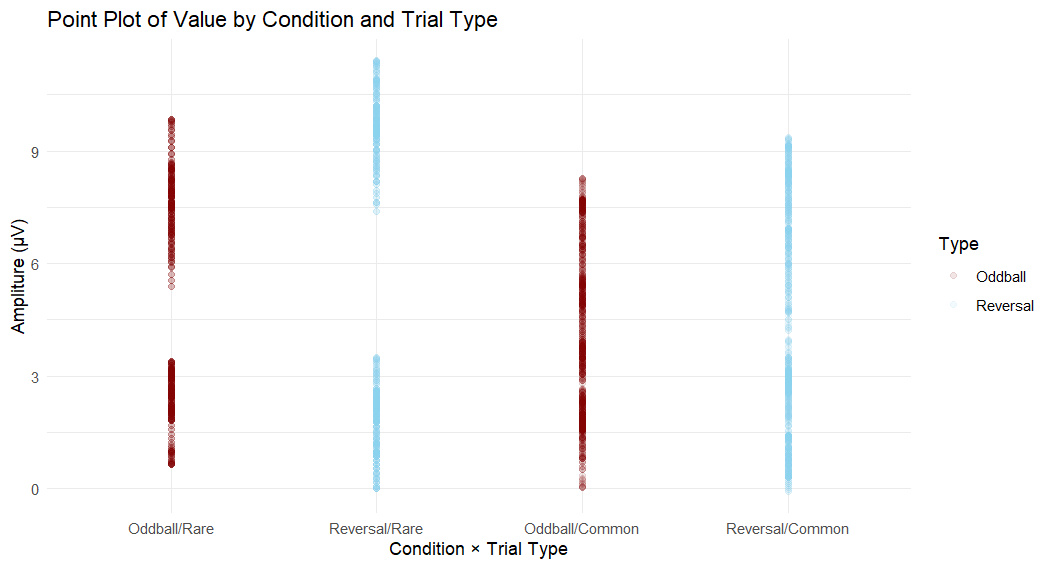 Point Plot of Value by Condition and Trial Type
Ampliture (µV)
9
6
3
0
Oddball/Rare
Reversal/Rare
Oddball/Common
Reversal/Common
Condition × Trial Type
Type
Oddball
Reversal